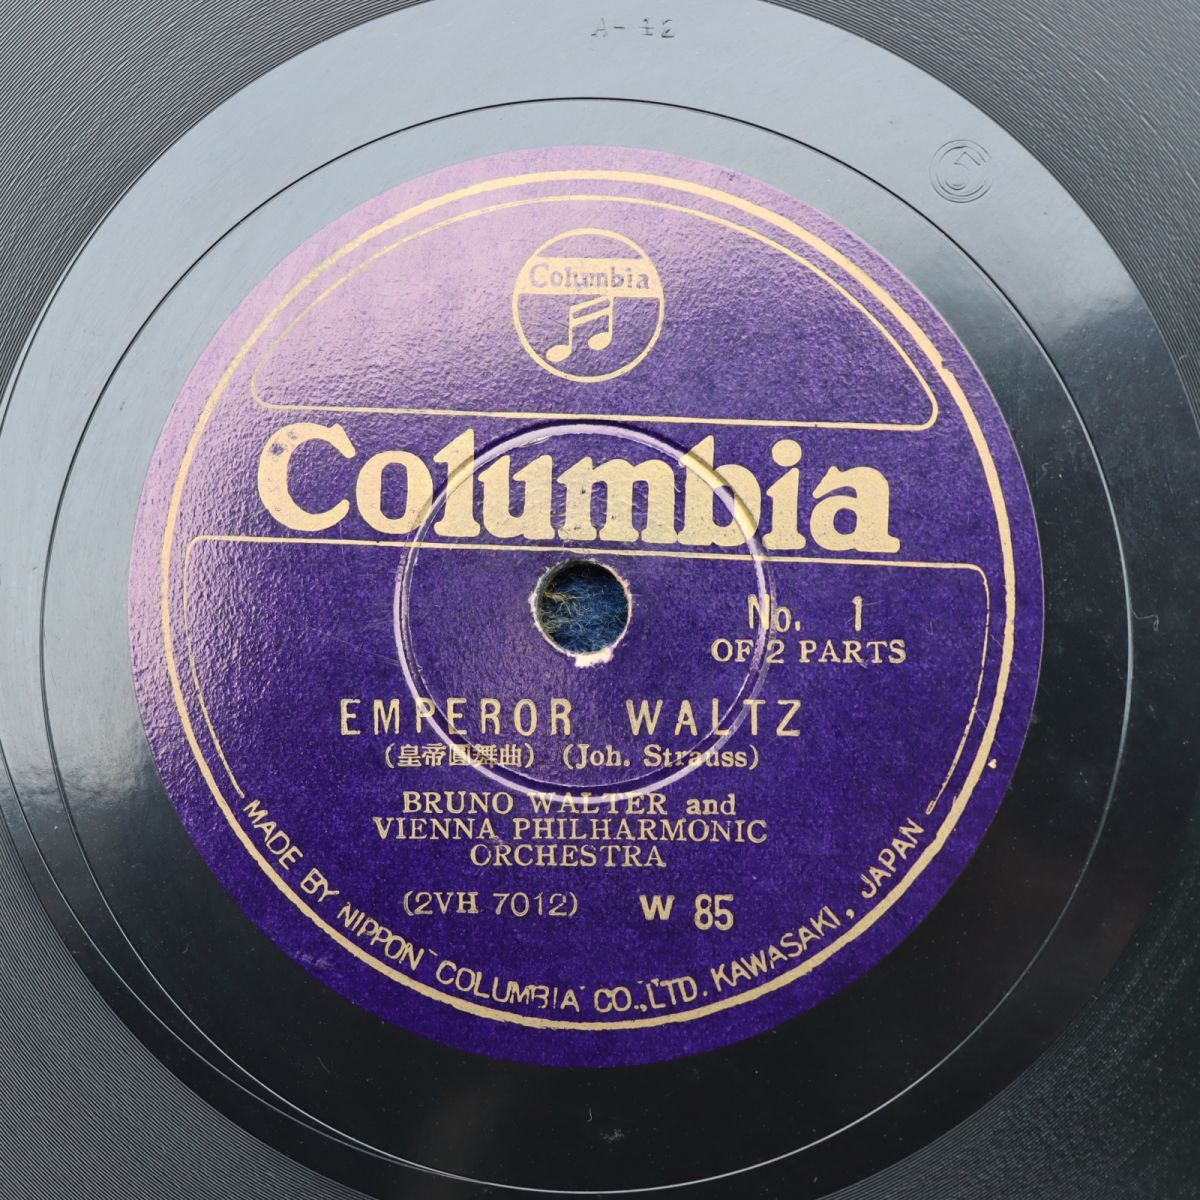 A-42
Columbia
Columbia
No. 1
OF 2 PARTS
EMPEROR WALTZ
(皇帝圓舞曲) (Joh. Strauss)
BRUNO WALTER and
VIENNA PHILHARMONIC
ORCHESTRA
(2VH 7012) W 85
MADE BY NIPPON COLUMBIA CO., LTD. KAWASAKI, JAPAN